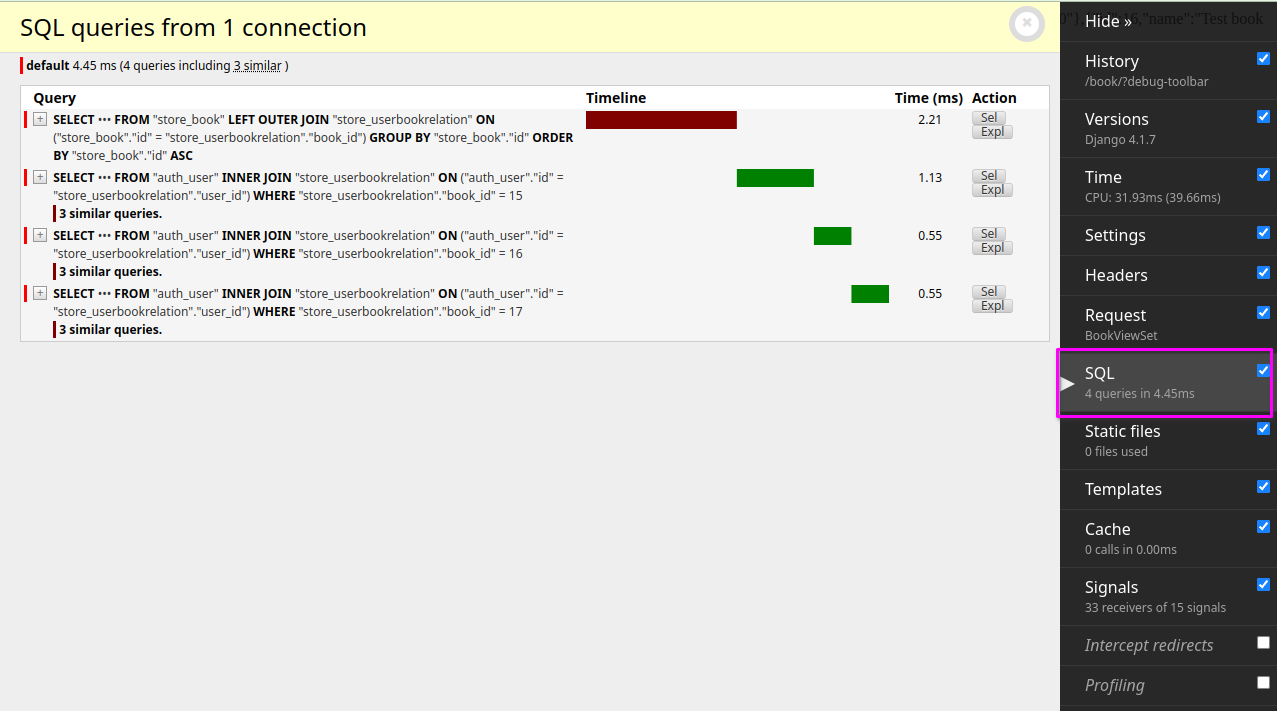 SQL queries from 1 connection
default 4.45 ms (4 queries including 3 similar )
Query Timeline Time (ms) Action
SELECT ••• FROM "store_book" LEFT OUTER JOIN "store_userbookrelation" ON
("store_book"."id" = "store_userbookrelation"."book_id") GROUP BY "store_book"."id" ORDER
BY "store_book"."id" ASC
2.21
Sel
Expl
SELECT ••• FROM "auth_user" INNER JOIN "store_userbookrelation" ON ("auth_user"."id" =
"store_userbookrelation"."user_id") WHERE "store_userbookrelation"."book_id" = 15
3 similar queries.
1.13
Sel
Expl
SELECT ••• FROM "auth_user" INNER JOIN "store_userbookrelation" ON ("auth_user"."id" =
"store_userbookrelation"."user_id") WHERE "store_userbookrelation"."book_id" = 16
3 similar queries.
0.55
Sel
Expl
SELECT ••• FROM "auth_user" INNER JOIN "store_userbookrelation" ON ("auth_user"."id" =
"store_userbookrelation"."user_id") WHERE "store_userbookrelation"."book_id" = 17
3 similar queries.
0.55
Sel
Expl
"name":"Test book
Hide »
History
/book/?debug-toolbar
Versions
Django 4.1.7
Time
CPU: 31.93ms (39.66ms)
Settings
Headers
Request
BookViewSet
SQL
4 queries in 4.45ms
Static files
0 files used
Templates
Cache
0 calls in 0.00ms
Signals
33 receivers of 15 signals
Intercept redirects
Profiling